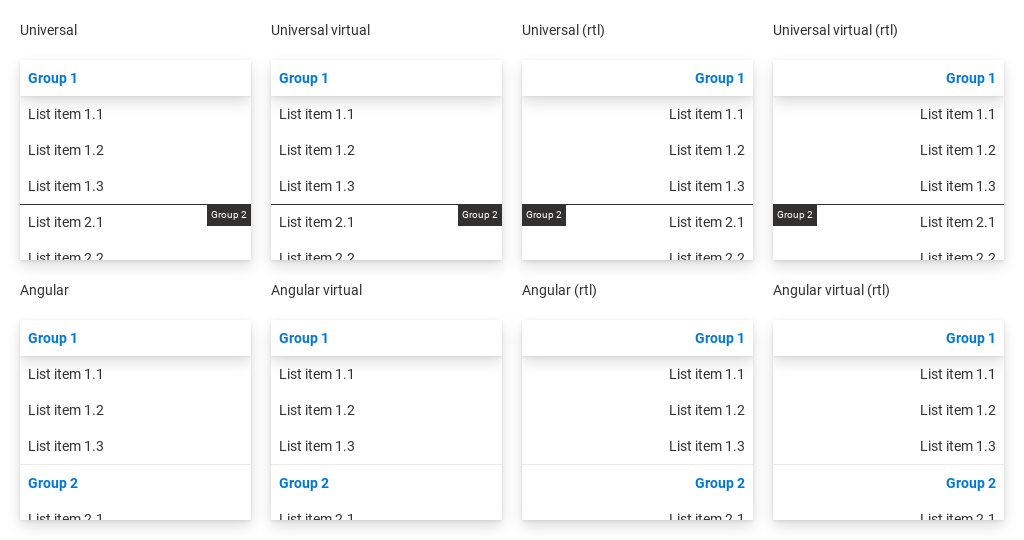 Universal
Group 1
List item 1.1
List item 1.2
List item 1.3
Group 2
List item 2.1
List item 2.2
Universal virtual
Group 1
List item 1.1
List item 1.2
List item 1.3
Group 2
List item 2.1
List item 2.2
Universal (rtl)
Group 1
List item 1.1
List item 1.2
List item 1.3
Group 2
List item 2.1
List item 2.2
Universal virtual (rtl)
Group 1
List item 1.1
List item 1.2
List item 1.3
Group 2
List item 2.1
List item 2.2
Angular
Group 1
List item 1.1
List item 1.2
List item 1.3
Group 2
List item 2.1
Angular virtual
Group 1
List item 1.1
List item 1.2
List item 1.3
Group 2
List item 2.1
Angular (rtl)
Group 1
List item 1.1
List item 1.2
List item 1.3
Group 2
List item 2.1
Angular virtual (rtl)
Group 1
List item 1.1
List item 1.2
List item 1.3
Group 2
List item 2.1